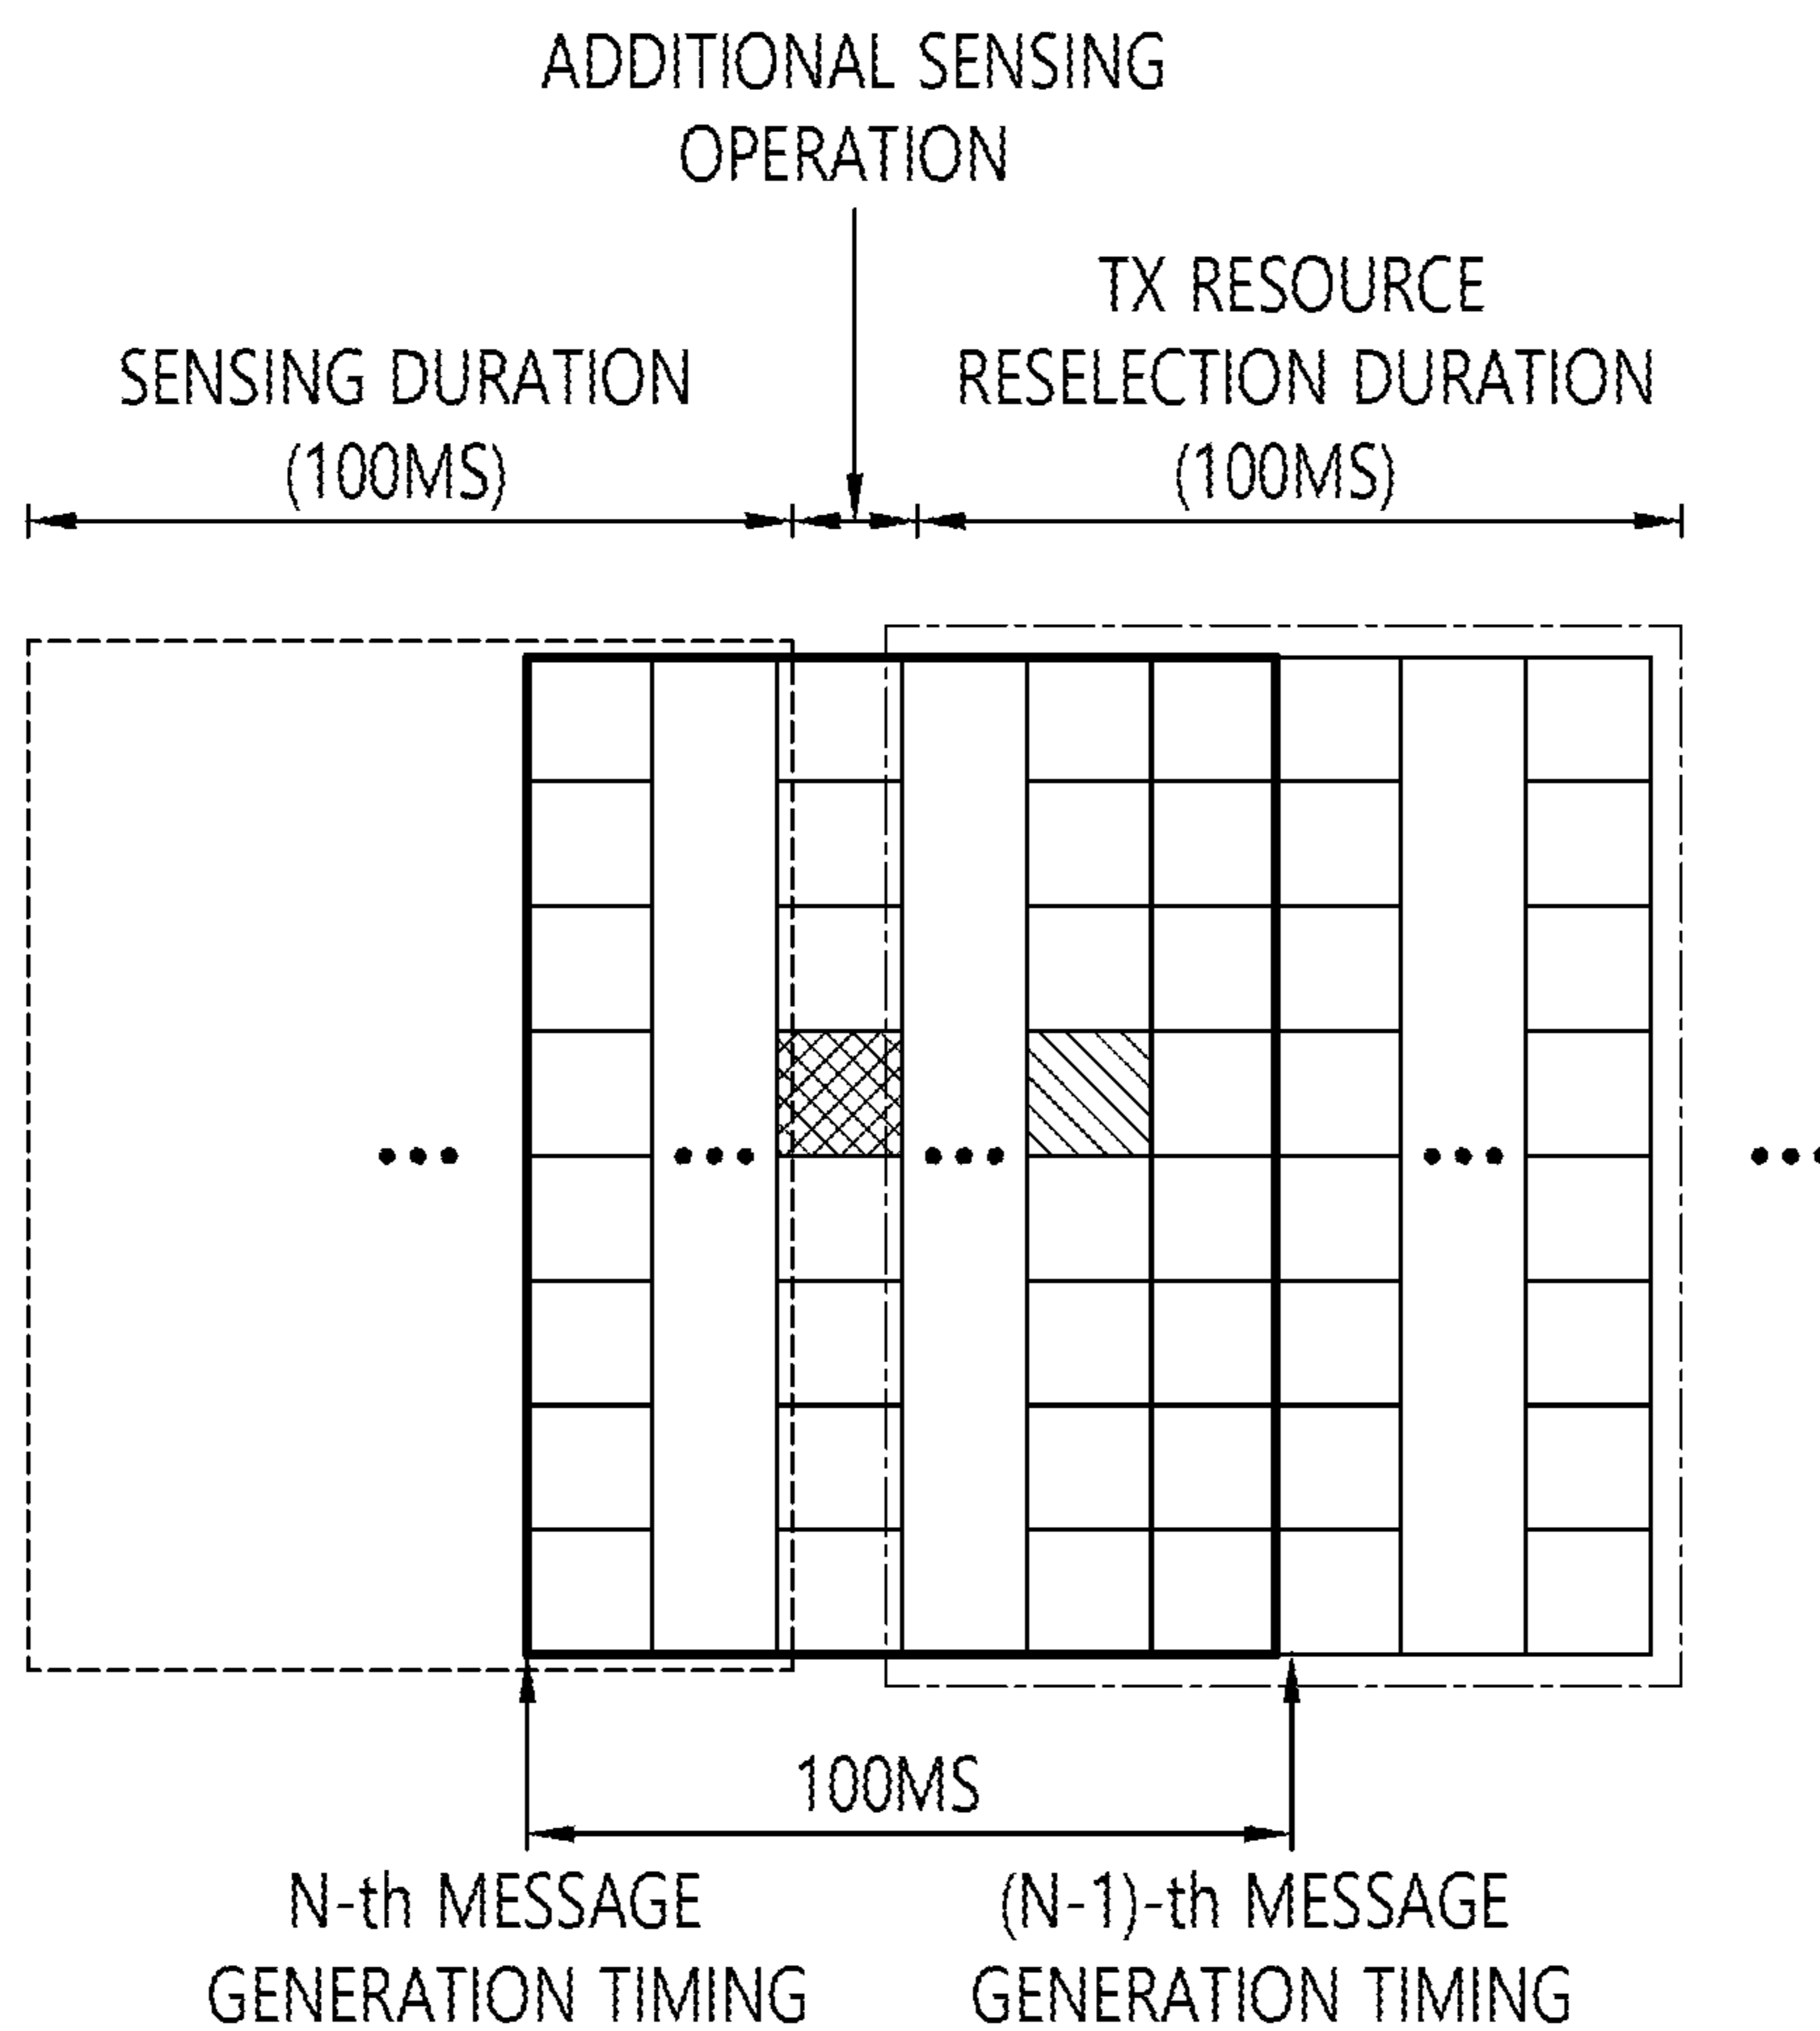 ADDITIONAL SENSING
OPERATION
TX RESOURCE
SENSING DURATION
RESELECTION DURATION
(100MS)
(100MS)
100MS
N-th MESSAGE
GENERATION TIMING
(N-1)-th MESSAGE
GENERATION TIMING